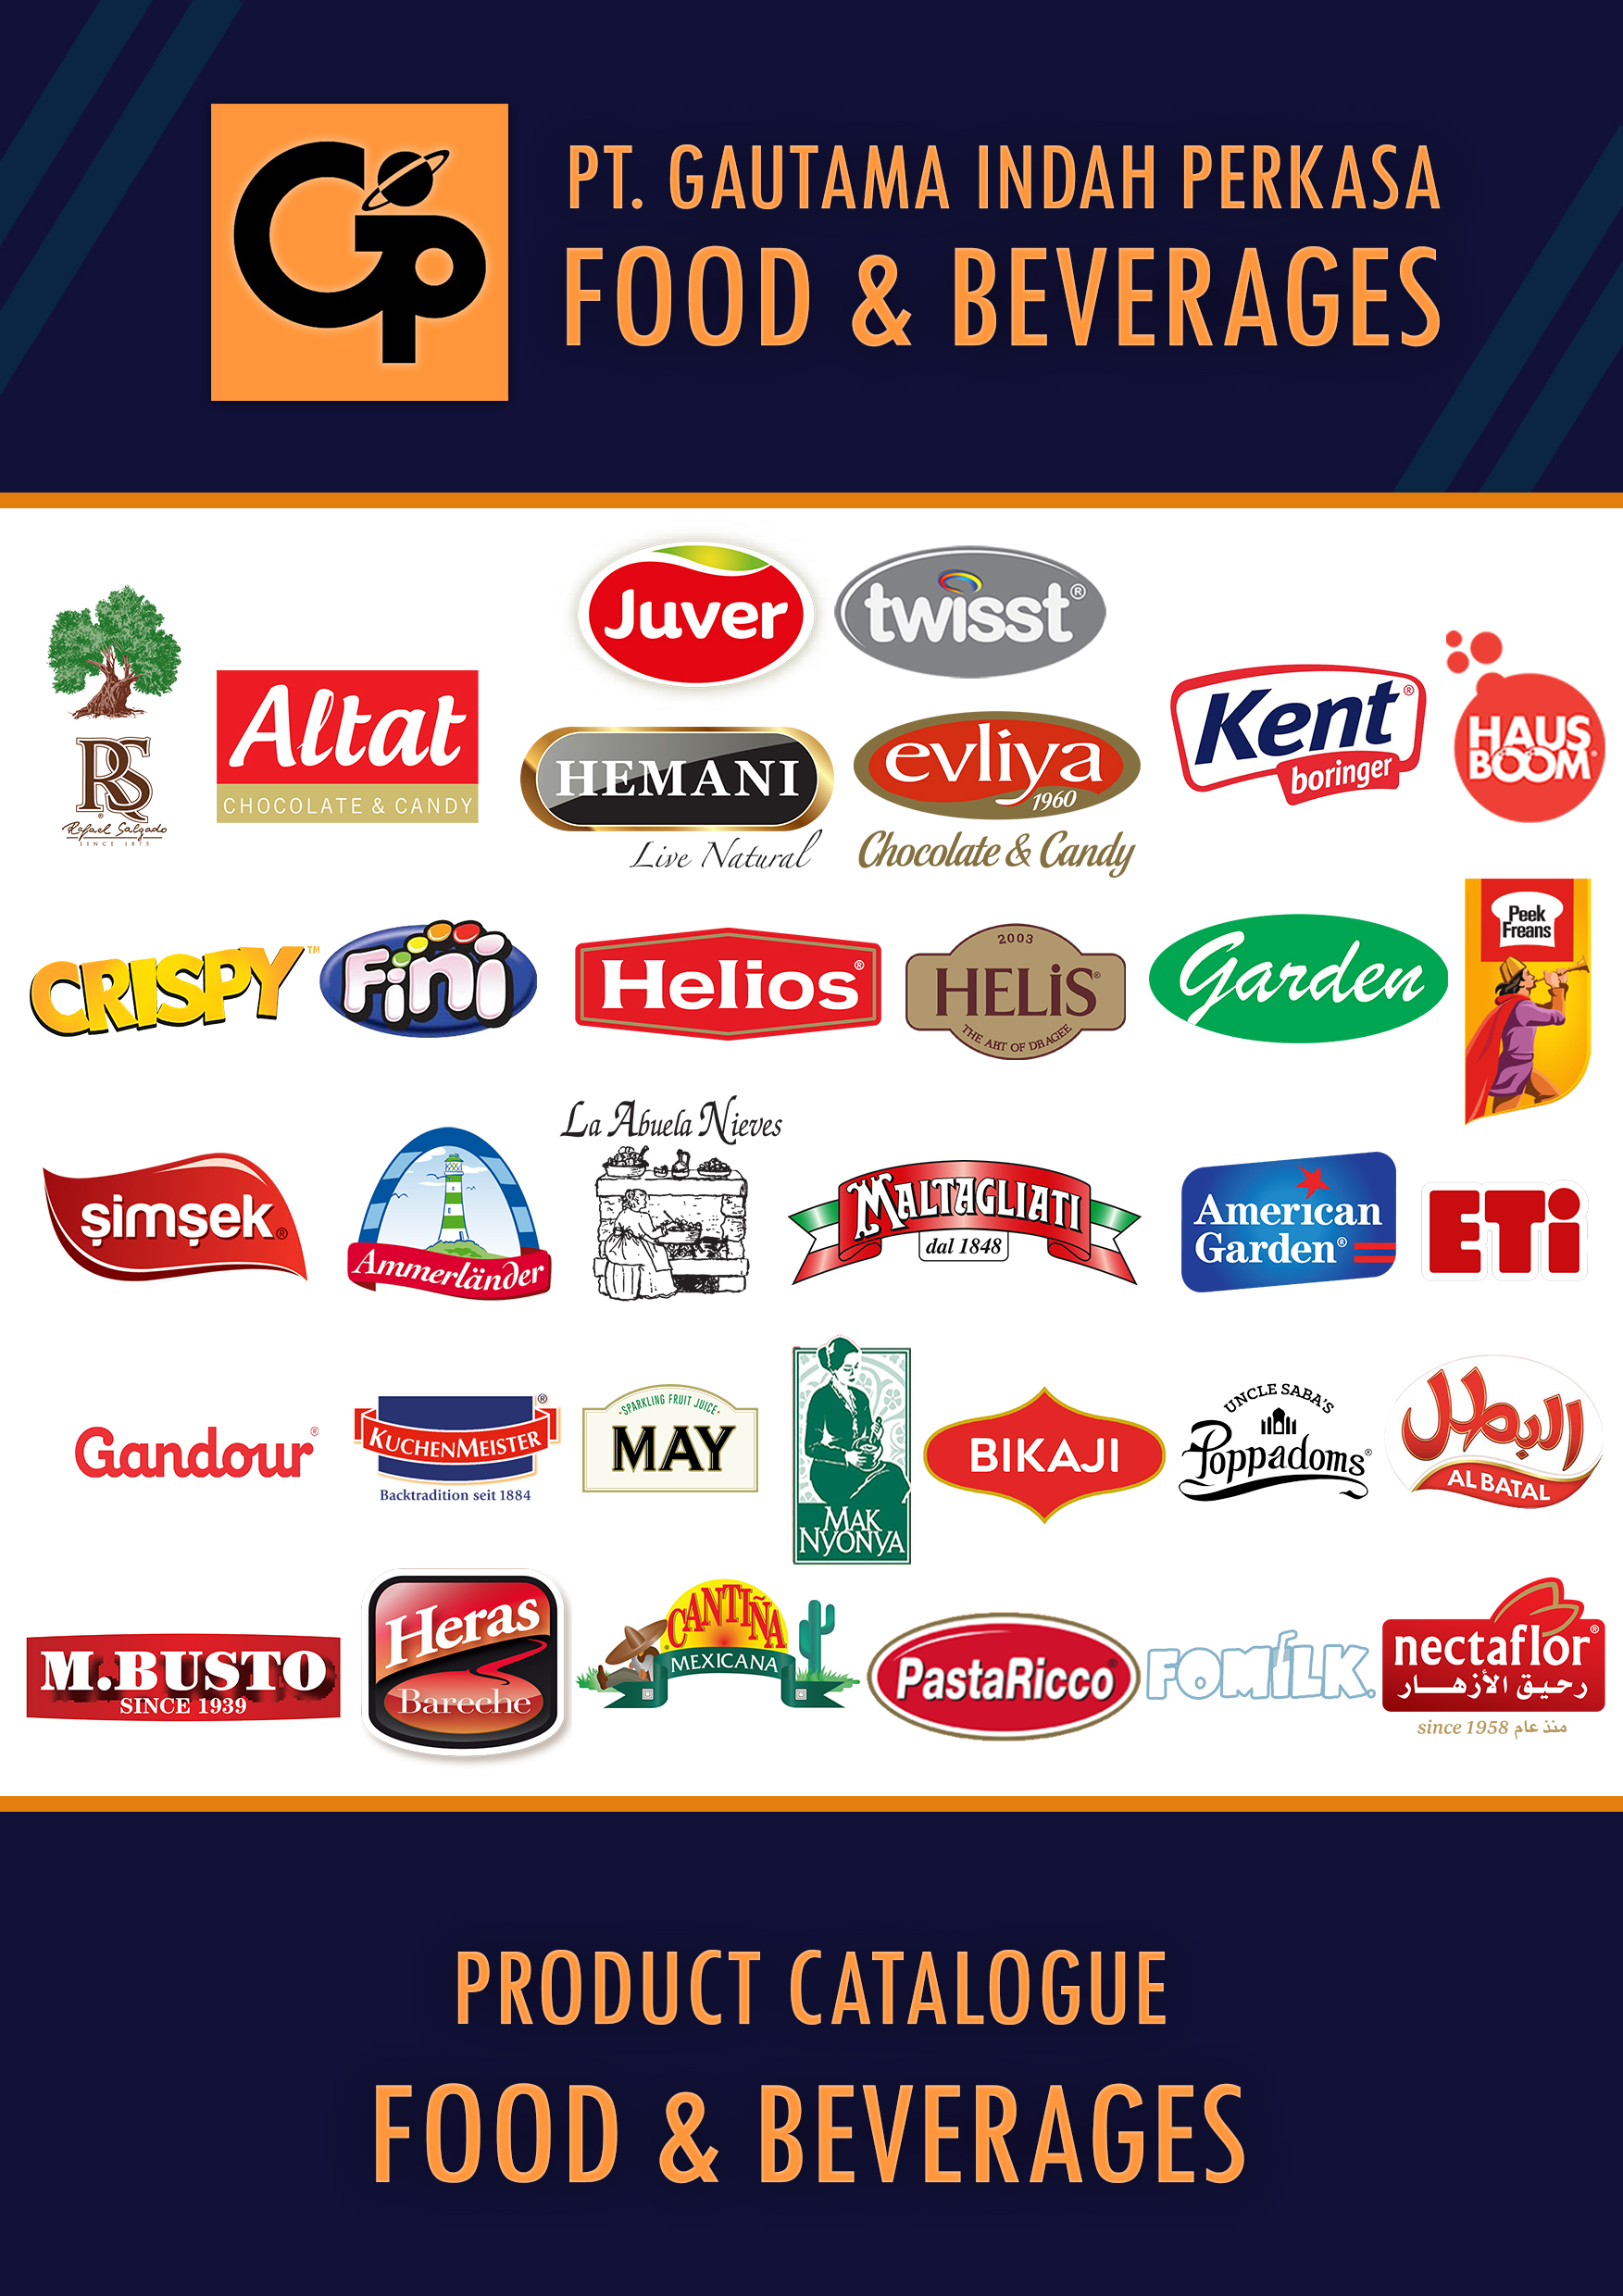 PT. GAUTAMA INDAH PERKASA
FOOD & BEVERAGES
Juver
twisst®
RS®
Rafael Salgado
SINCE 1875
Altat
CHOCOLATE & CANDY
HEMANI
Live Natural
evliya
1960
Chocolate & Candy
Kent®
boringer
HAUS
BOOM®
CRISPY™
Fini
Helios®
2003
HELiS®
THE ART OF DRAGEE
Garden
Peek
Freans
şimşek®
Ammerländer
La Abuela Nieves
MALTAGLIATI
dal 1848
American
Garden®
ETi
Gandour®
KUCHENMEISTER®
Backtradition seit 1884
SPARKLING FRUIT JUICE
MAY
MAK
NYONYA
BIKAJI
UNCLE SABA'S
Poppadoms®
البطل
AL BATAL
M.BUSTO
SINCE 1939
Heras
Bareche
CANTIÑA
MEXICANA
PastaRicco®
FOMILK®
nectaflor®
رحيق الأزهار
since 1958 منذ عام
PRODUCT CATALOGUE
FOOD & BEVERAGES